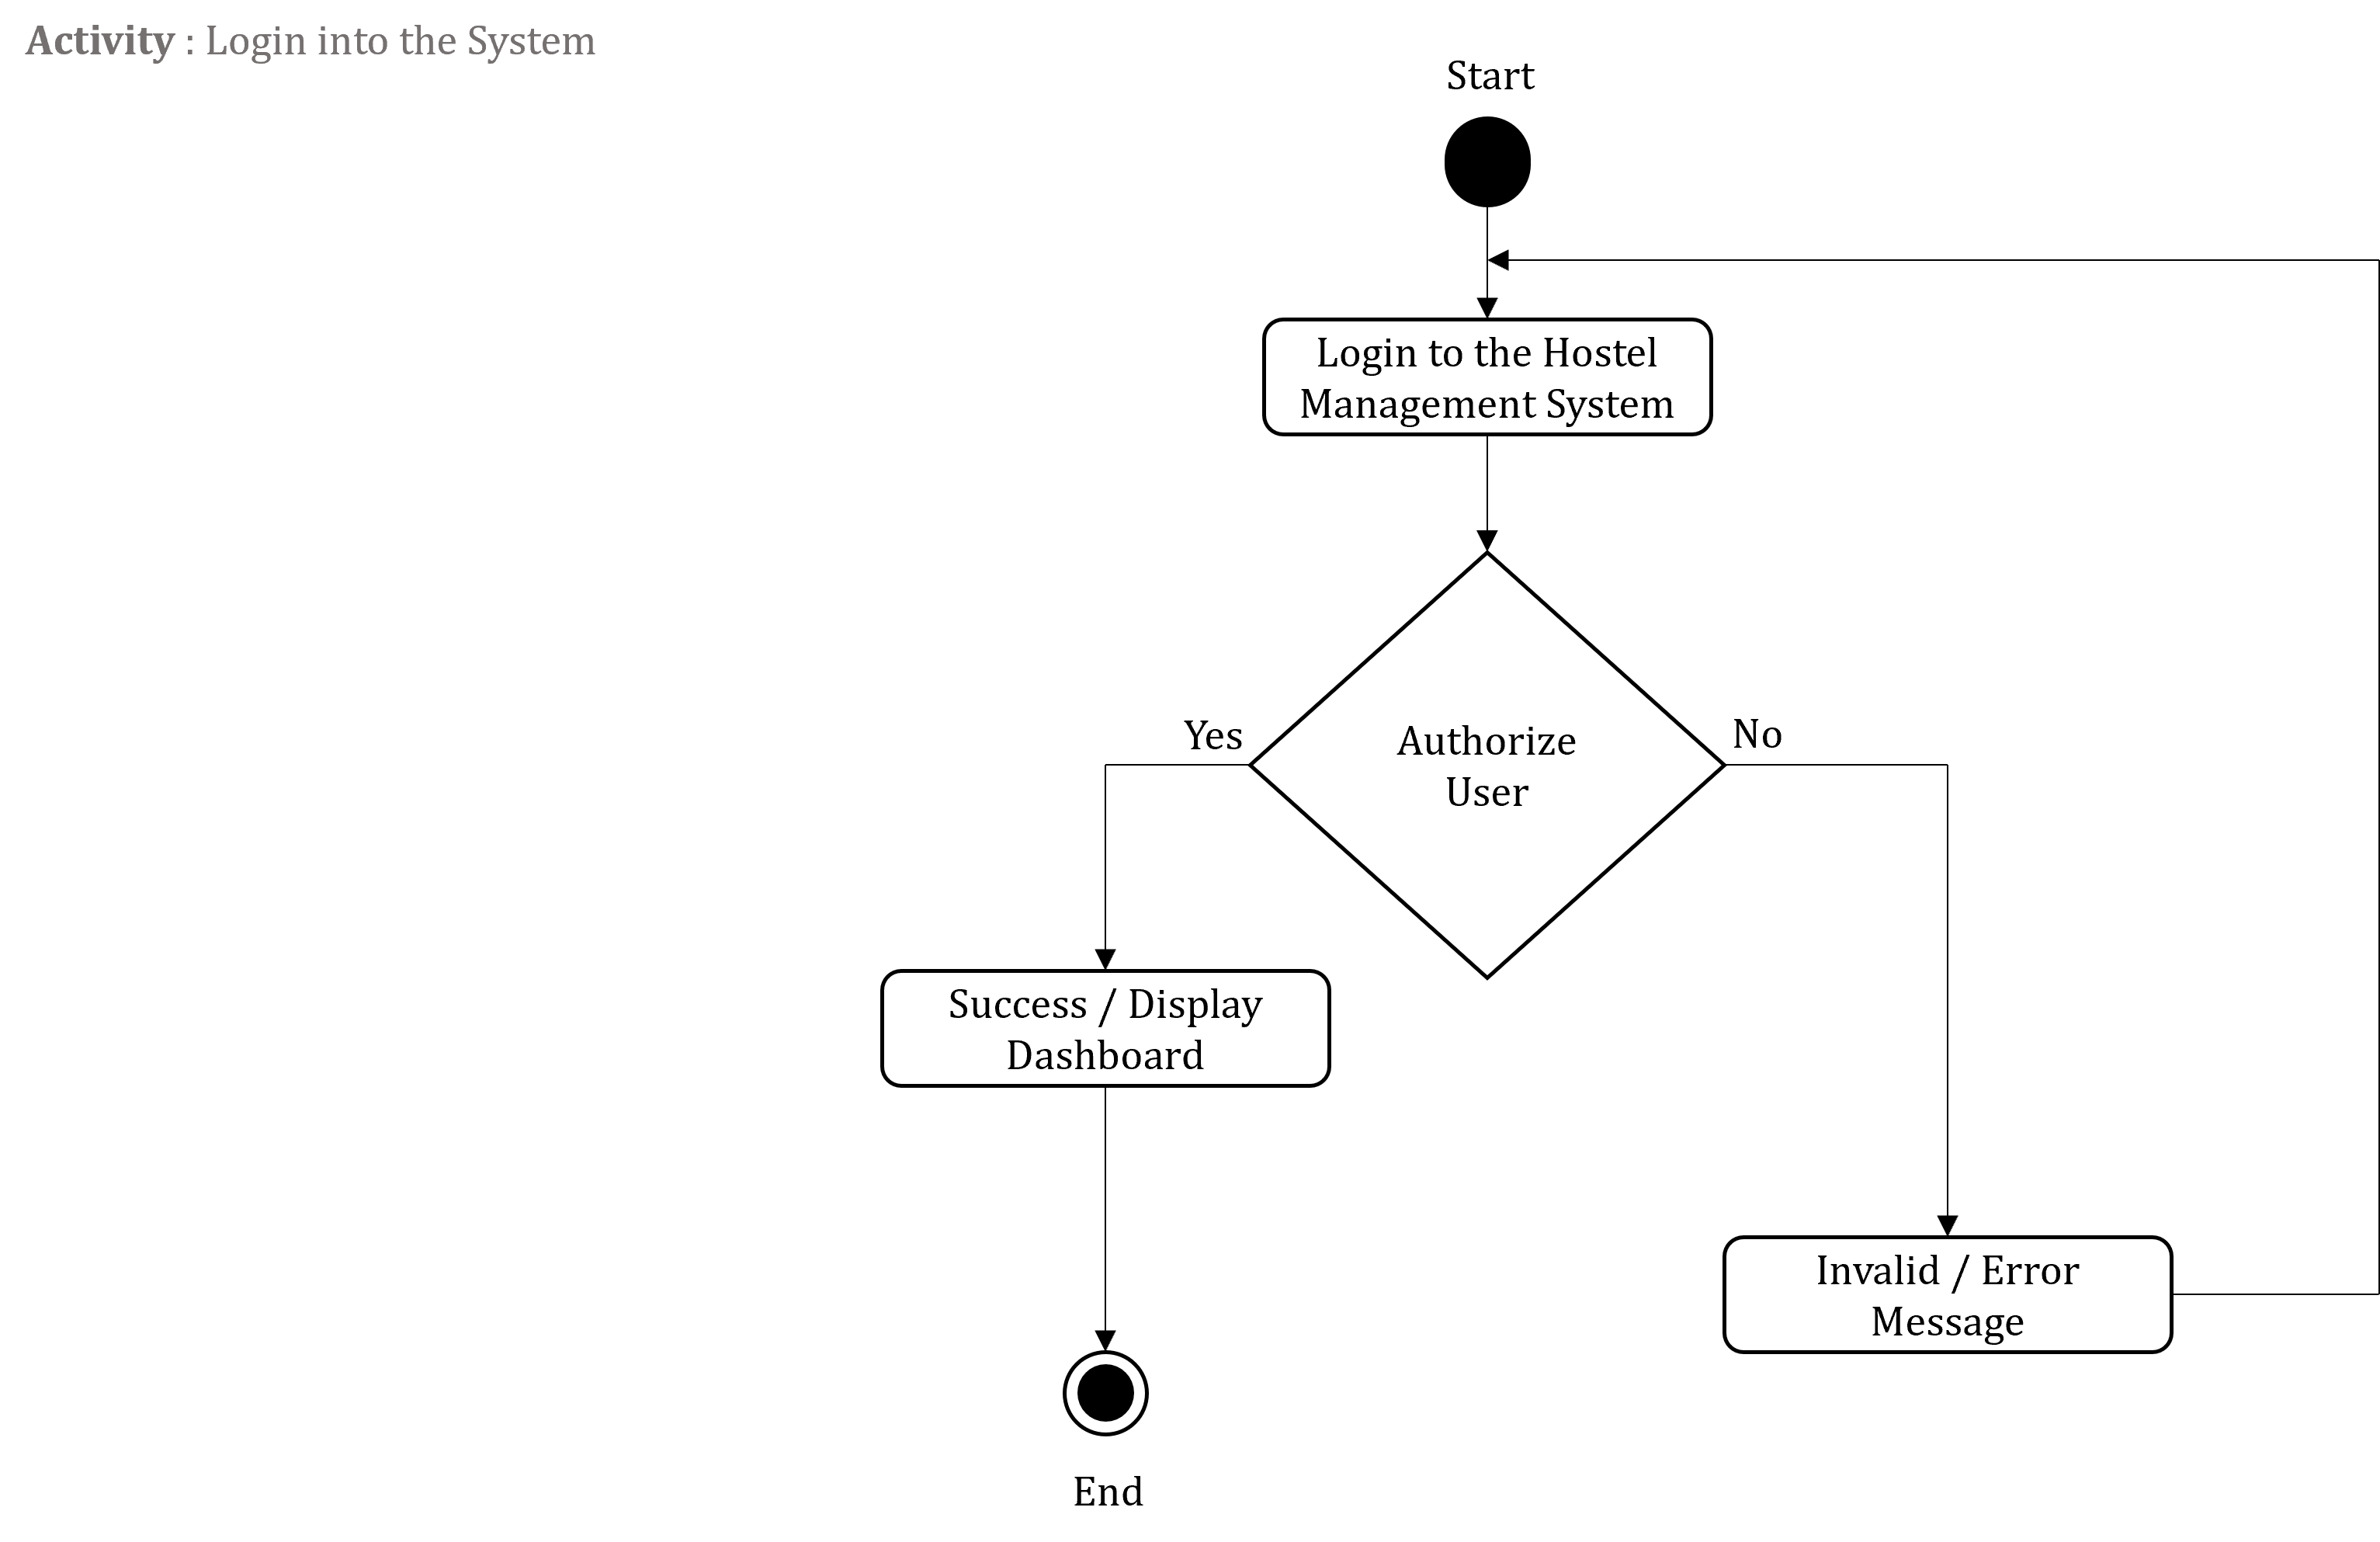 Activity : Login into the System
Start
Login to the Hostel
Management System
Authorize
User
Yes
No
Success / Display
Dashboard
Invalid / Error
Message
End